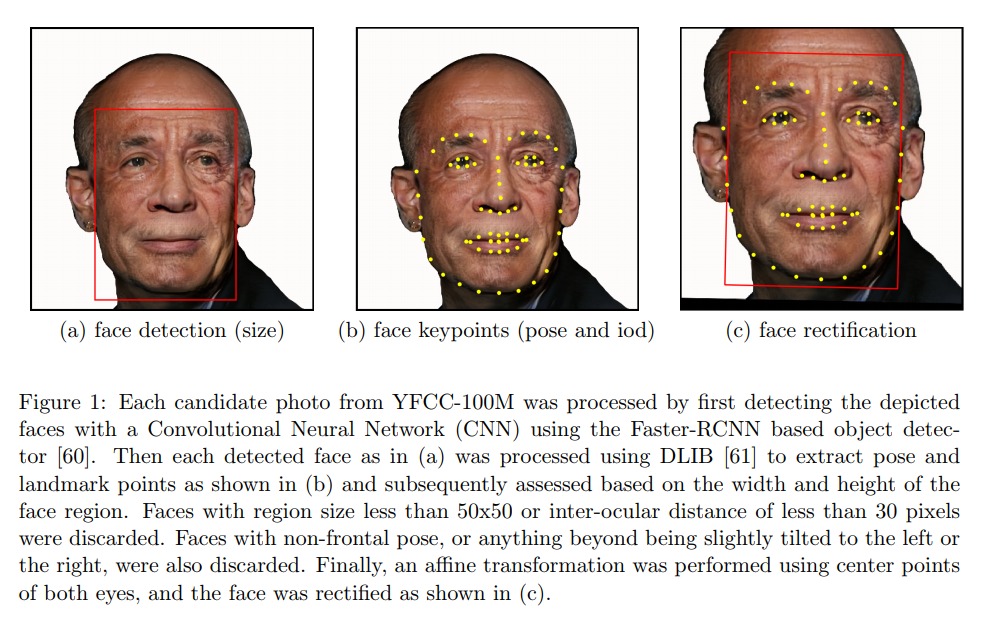 (a) face detection (size)
(b) face keypoints (pose and iod)
(c) face rectification
Figure 1: Each candidate photo from YFCC-100M was processed by first detecting the depicted
faces with a Convolutional Neural Network (CNN) using the Faster-RCNN based object detec-
tor [60]. Then each detected face as in (a) was processed using DLIB [61] to extract pose and
landmark points as shown in (b) and subsequently assessed based on the width and height of the
face region. Faces with region size less than 50x50 or inter-ocular distance of less than 30 pixels
were discarded. Faces with non-frontal pose, or anything beyond being slightly tilted to the left or
the right, were also discarded. Finally, an affine transformation was performed using center points
of both eyes, and the face was rectified as shown in (c).